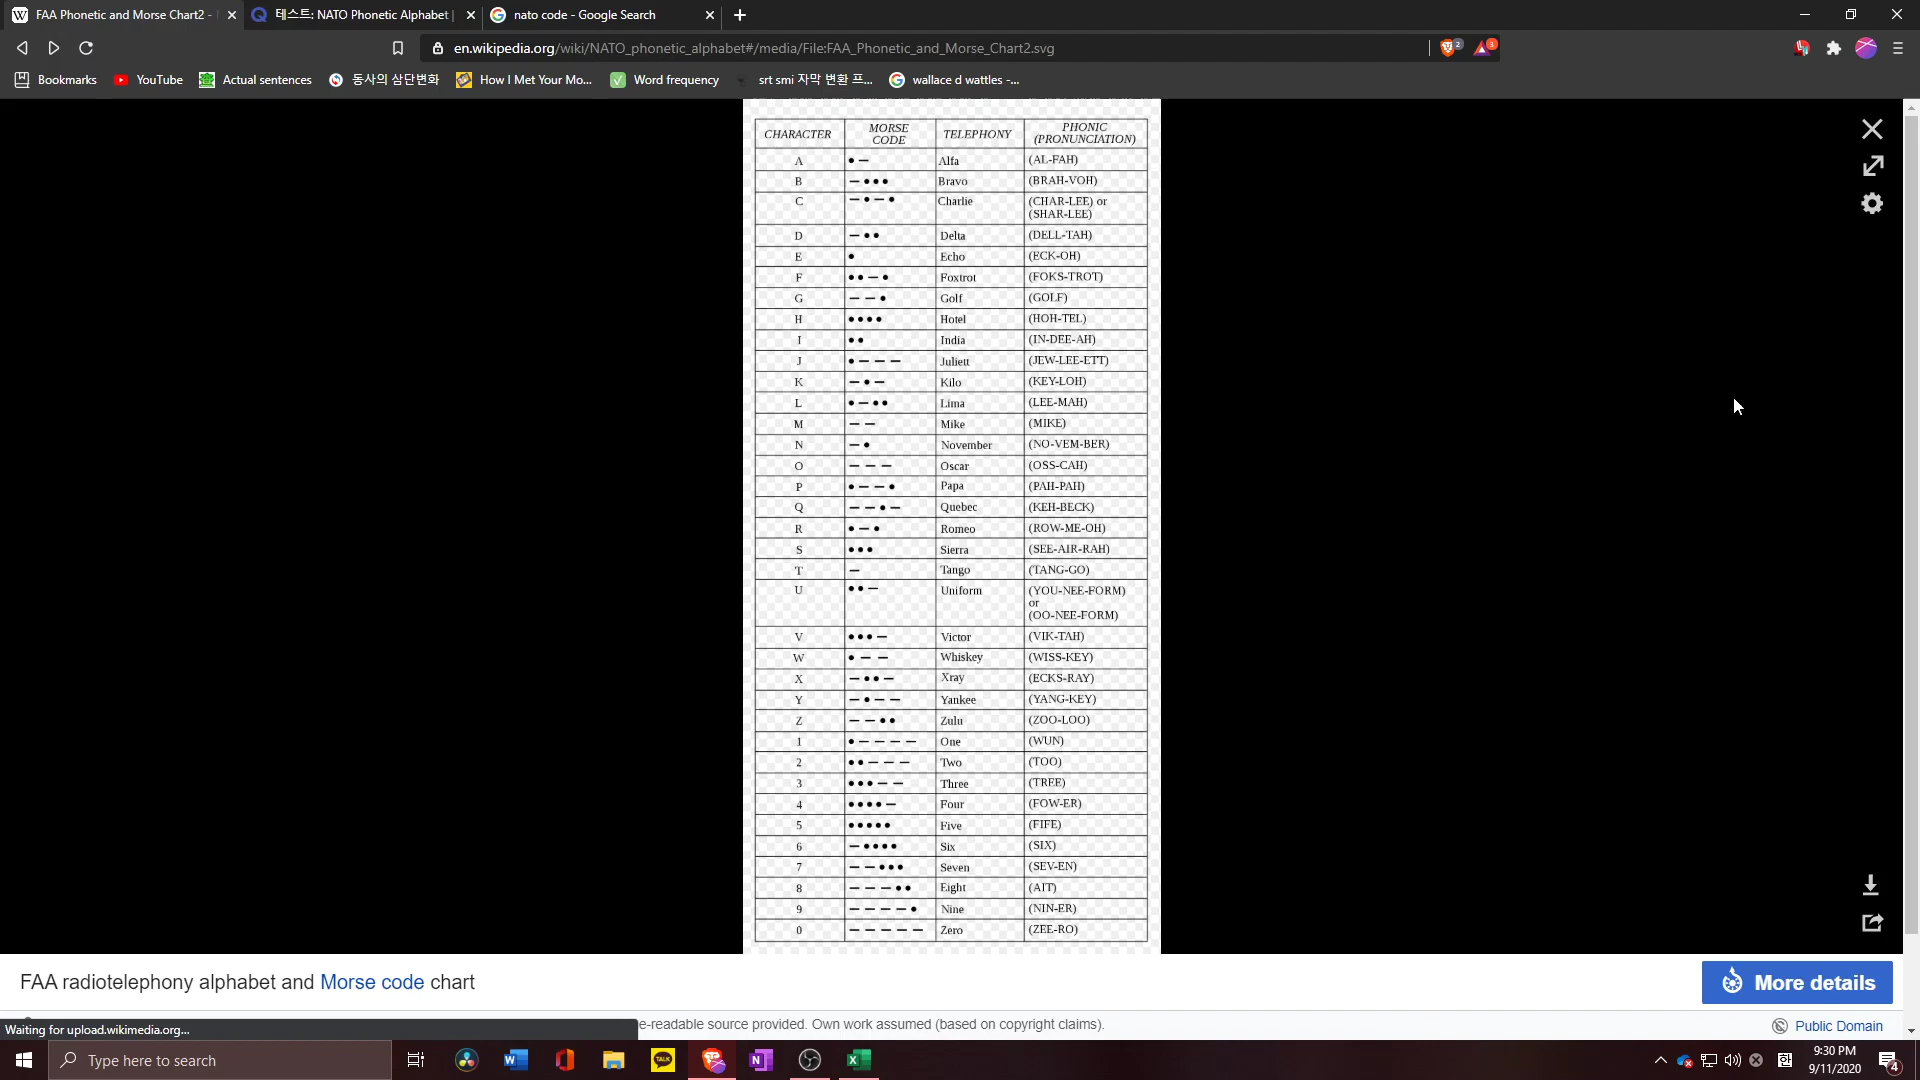 FAA Phonetic and Morse Chart2 -
테스트: NATO Phonetic Alphabet |
nato code - Google Search
en.wikipedia.org/wiki/NATO_phonetic_alphabet#/media/File:FAA_Phonetic_and_Morse_Chart2.svg
2
3
Bookmarks
YouTube
Actual sentences
동사의 삼단변화
How I Met Your Mo...
Word frequency
srt smi 자막 변환 프...
wallace d wattles -...
CHARACTER MORSE CODE TELEPHONY PHONIC (PRONUNCIATION)
A ●— Alfa (AL-FAH)
B —●●● Bravo (BRAH-VOH)
C —●—● Charlie (CHAR-LEE) or
(SHAR-LEE)
D —●● Delta (DELL-TAH)
E ● Echo (ECK-OH)
F ●●—● Foxtrot (FOKS-TROT)
G ——● Golf (GOLF)
H ●●●● Hotel (HOH-TEL)
I ●● India (IN-DEE-AH)
J ●——— Juliett (JEW-LEE-ETT)
K —●— Kilo (KEY-LOH)
L ●—●● Lima (LEE-MAH)
M —— Mike (MIKE)
N —● November (NO-VEM-BER)
O ——— Oscar (OSS-CAH)
P ●——● Papa (PAH-PAH)
Q ——●— Quebec (KEH-BECK)
R ●—● Romeo (ROW-ME-OH)
S ●●● Sierra (SEE-AIR-RAH)
T — Tango (TANG-GO)
U ●●— Uniform (YOU-NEE-FORM)
or
(OO-NEE-FORM)
V ●●●— Victor (VIK-TAH)
W ●—— Whiskey (WISS-KEY)
X —●●— Xray (ECKS-RAY)
Y —●—— Yankee (YANG-KEY)
Z ——●● Zulu (ZOO-LOO)
1 ●———— One (WUN)
2 ●●——— Two (TOO)
3 ●●●—— Three (TREE)
4 ●●●●— Four (FOW-ER)
5 ●●●●● Five (FIFE)
6 —●●●● Six (SIX)
7 ——●●● Seven (SEV-EN)
8 ———●● Eight (AIT)
9 ————● Nine (NIN-ER)
0 ————— Zero (ZEE-RO)
FAA radiotelephony alphabet and Morse code chart
More details
Waiting for upload.wikimedia.org...
e-readable source provided. Own work assumed (based on copyright claims).
Public Domain
Type here to search
TALK
한
9:30 PM
9/11/2020
4